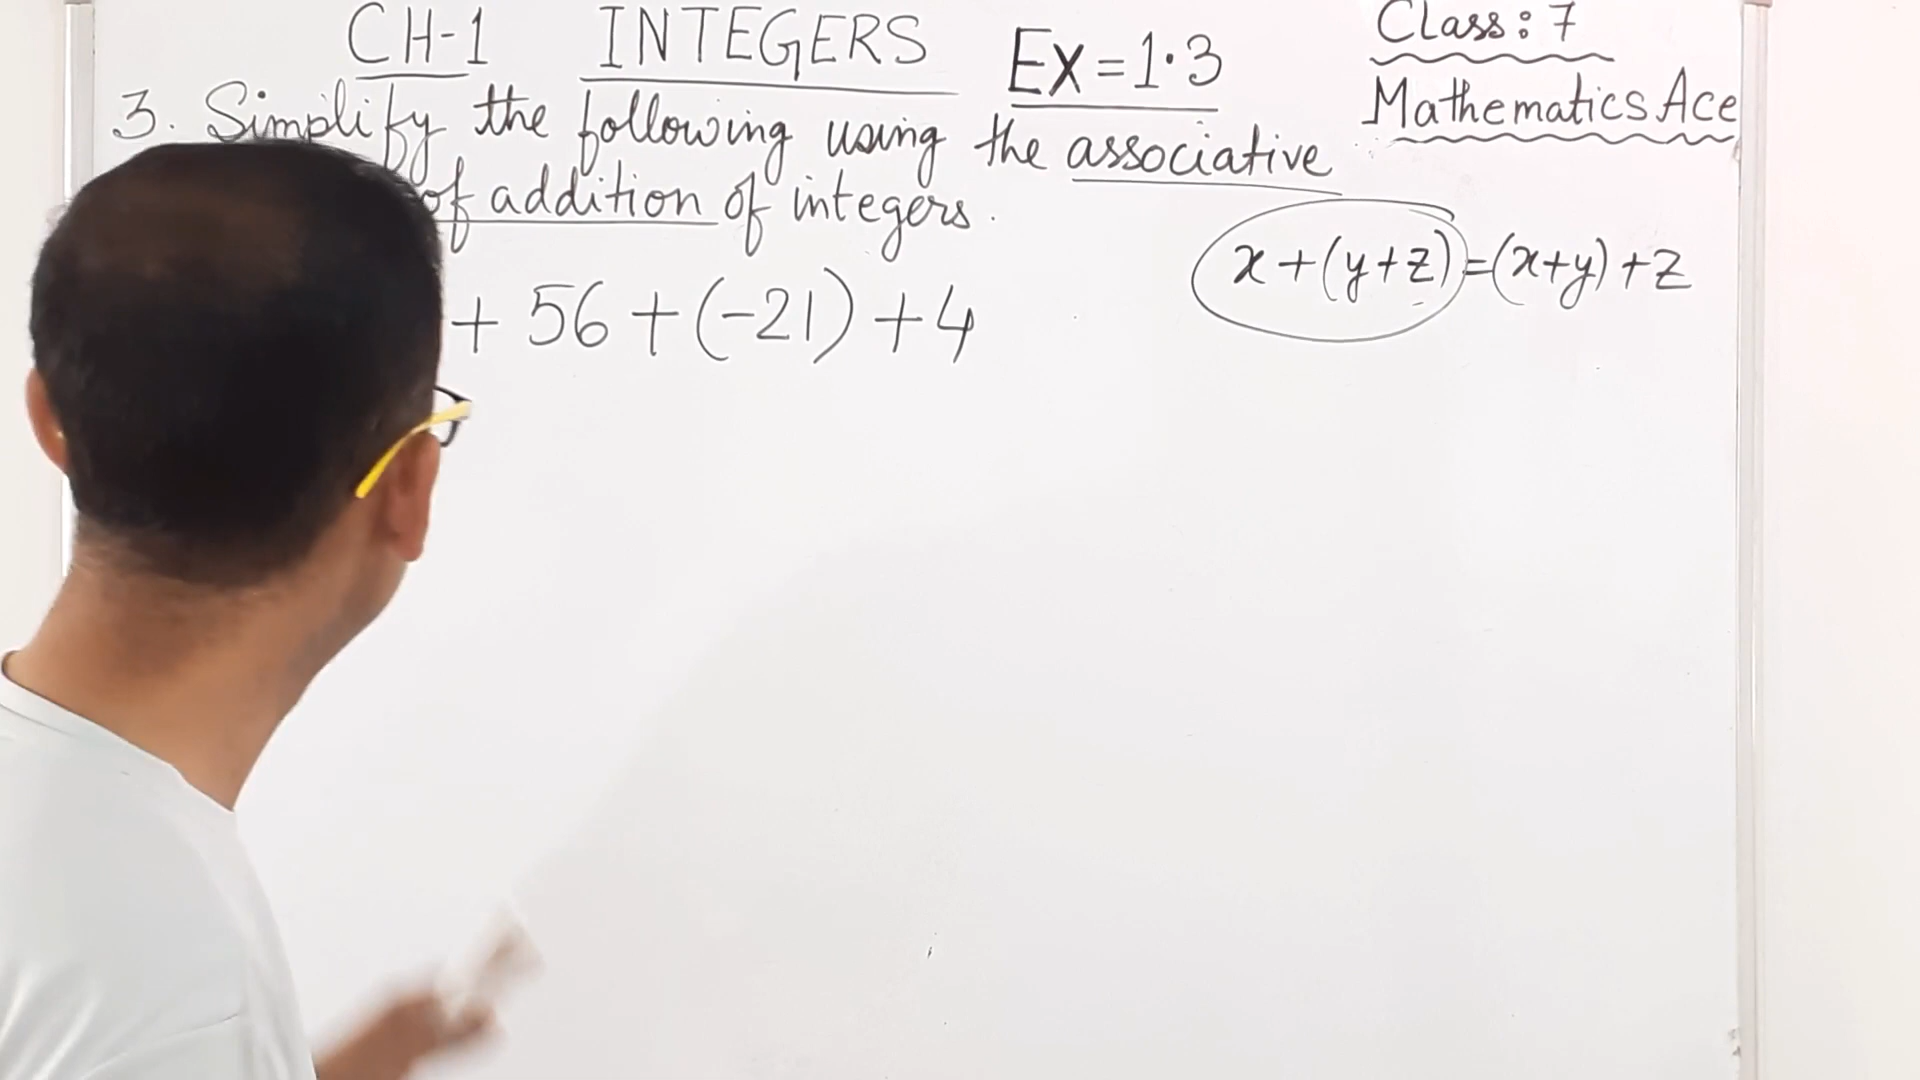 CH-1 INTEGERS EX=1.3
Class: 7
Mathematics Ace
3. Simplify the following using the associative
of addition of integers.
+ 56 + (-21) + 4
x + (y+z) = (x+y) + z